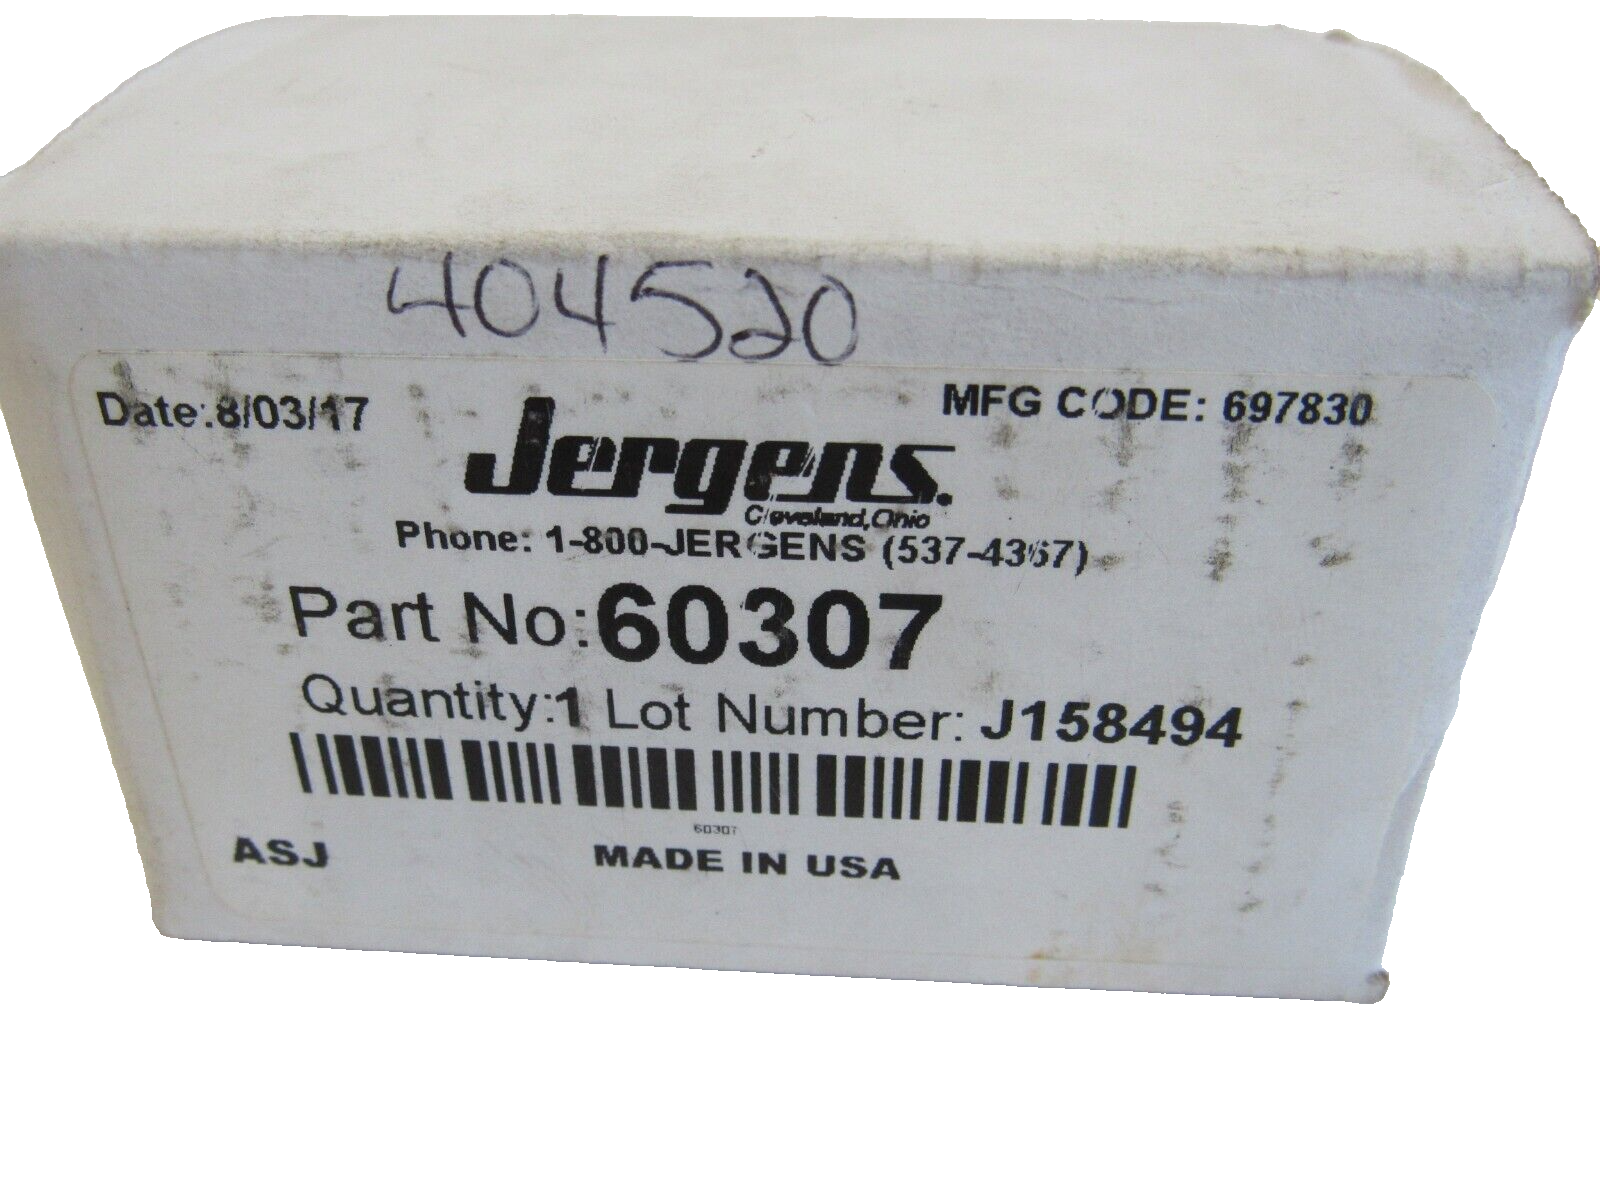 404520
Date:8/03/17 MFG CODE: 697830
Jergens.
Cleveland,Ohio
Phone: 1-800-JERGENS (537-4367)
Part No:60307
Quantity:1 Lot Number: J158494
60307
ASJ MADE IN USA